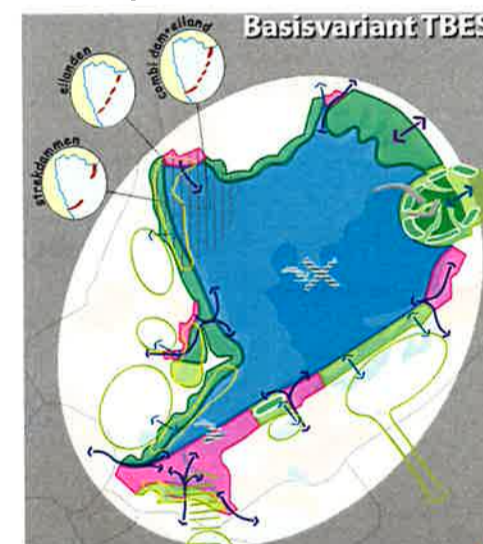 Basisvariant TBES
eilanden
combi dam+eiland
strekdammen